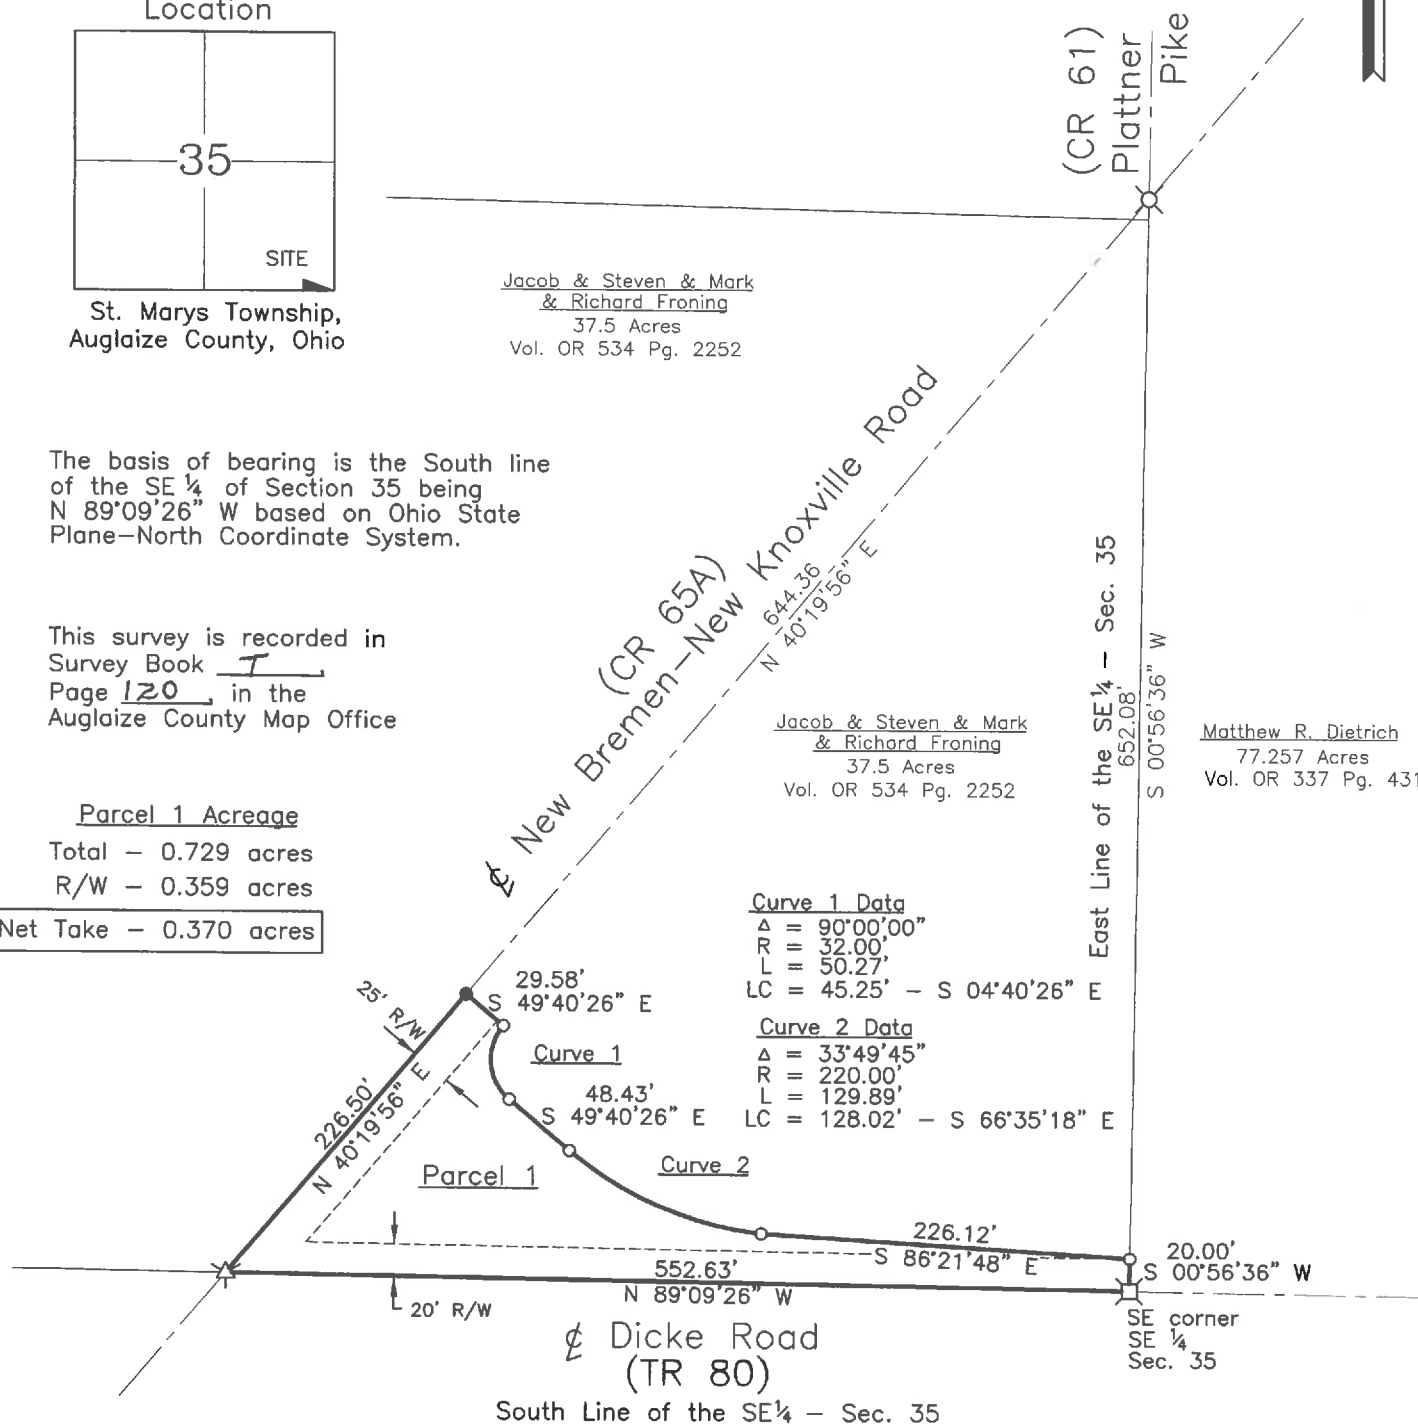 Location
35
SITE
St. Marys Township,
Auglaize County, Ohio
(CR 61)
Plattner
Pike
Jacob & Steven & Mark
& Richard Froning
37.5 Acres
Vol. OR 534 Pg. 2252
The basis of bearing is the South line
of the SE ¼ of Section 35 being
N 89°09'26" W based on Ohio State
Plane-North Coordinate System.
This survey is recorded in
Survey Book T
Page 120, in the
Auglaize County Map Office
Parcel 1 Acreage
Total - 0.729 acres
R/W - 0.359 acres
Net Take - 0.370 acres
(CR 65A)
℄ New Bremen-New Knoxville Road
644.36
N 40°19'56" E
Jacob & Steven & Mark
& Richard Froning
37.5 Acres
Vol. OR 534 Pg. 2252
East Line of the SE¼ - Sec. 35
652.08'
S 00°56'36" W
Matthew R. Dietrich
77.257 Acres
Vol. OR 337 Pg. 431
Curve 1 Data
Δ = 90°00'00"
R = 32.00'
L = 50.27'
LC = 45.25' - S 04°40'26" E
Curve 2 Data
Δ = 33°49'45"
R = 220.00'
L = 129.89'
LC = 128.02' - S 66°35'18" E
25' R/W
29.58'
S 49°40'26" E
Curve 1
48.43'
S 49°40'26" E
226.50'
N 40°19'56" E
Parcel 1
Curve 2
226.12'
S 86°21'48" E
20.00'
S 00°56'36" W
552.63'
N 89°09'26" W
20' R/W
SE corner
SE ¼
Sec. 35
℄ Dicke Road
(TR 80)
South Line of the SE¼ - Sec. 35